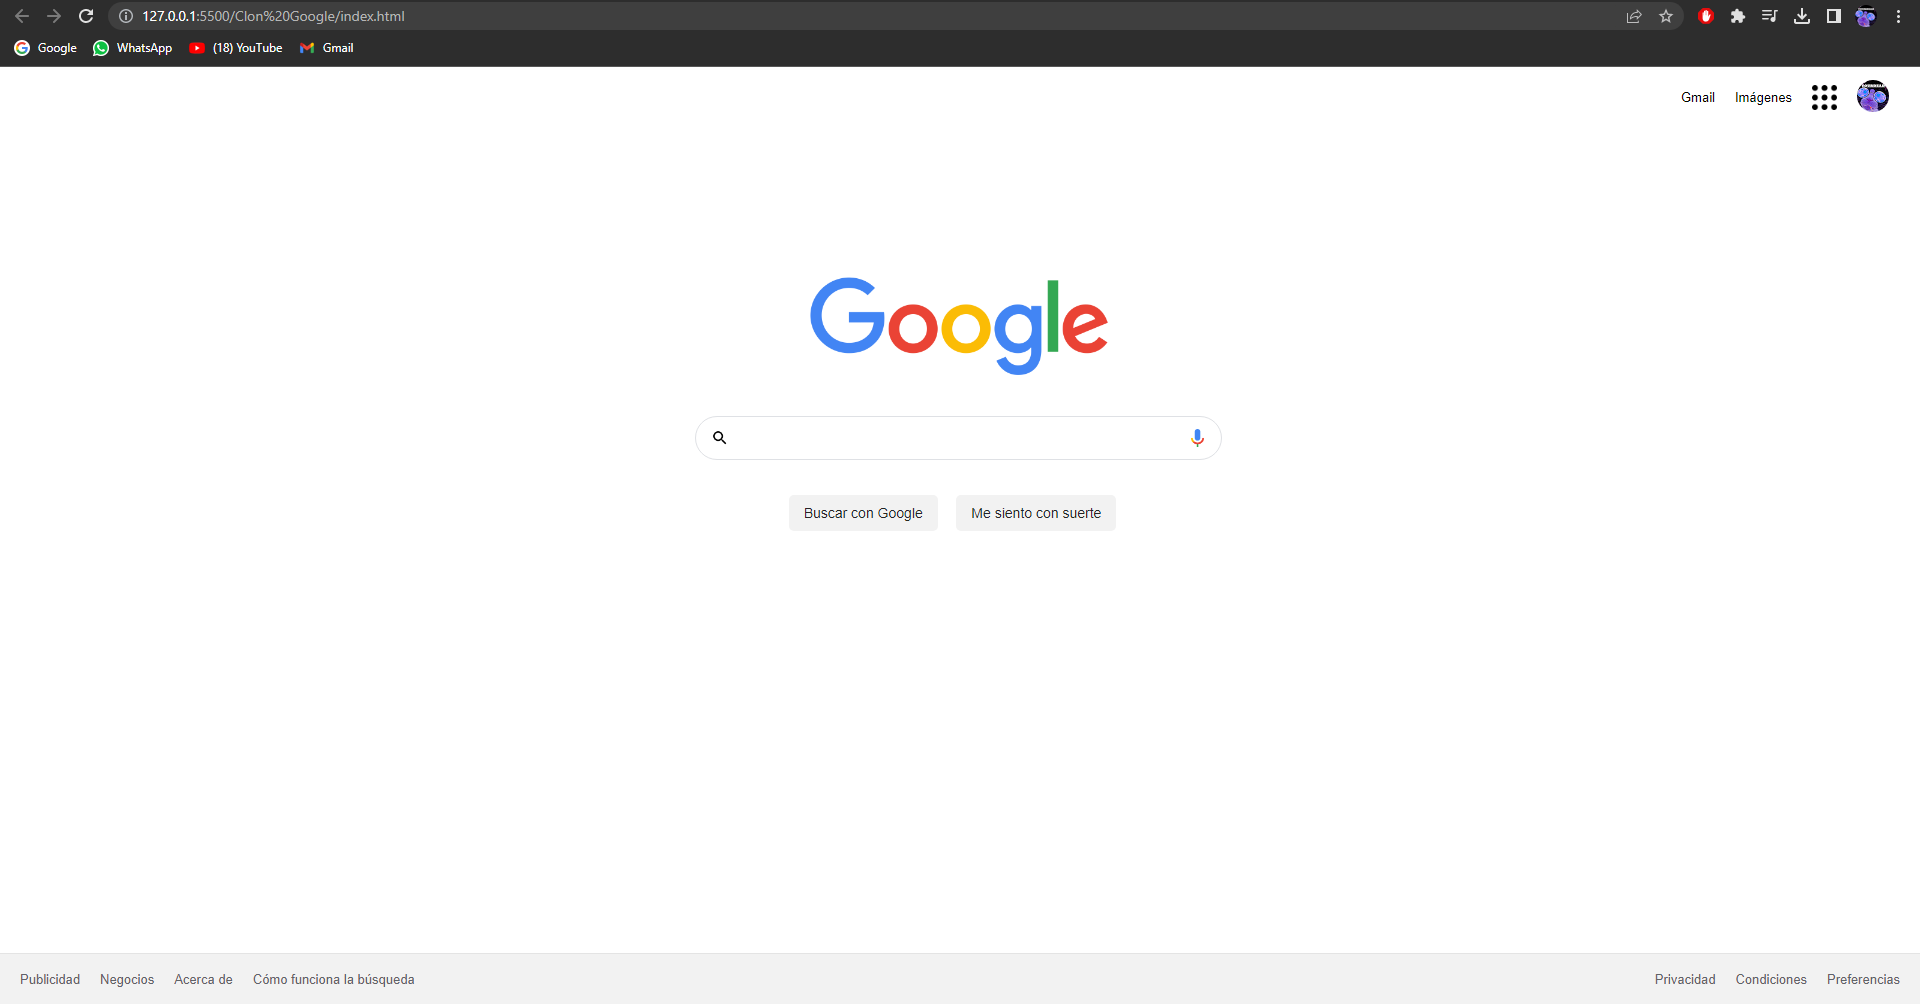 127.0.0.1:5500/Clon%20Google/index.html
Google WhatsApp (18) YouTube Gmail
Gmail Imágenes
Google
Buscar con Google Me siento con suerte
Publicidad Negocios Acerca de Cómo funciona la búsqueda Privacidad Condiciones Preferencias